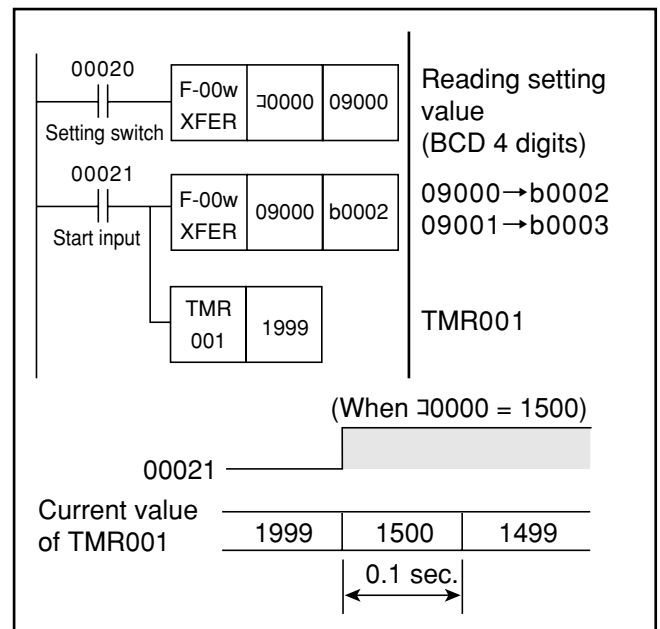 00020
Setting switch
F-00w
XFER
コ0000
09000
Reading setting
value
(BCD 4 digits)
00021
Start input
F-00w
XFER
09000
b0002
09000→b0002
09001→b0003
TMR
001
1999
TMR001
(When コ0000 = 1500)
00021
Current value
of TMR001
1999
1500
1499
0.1 sec.